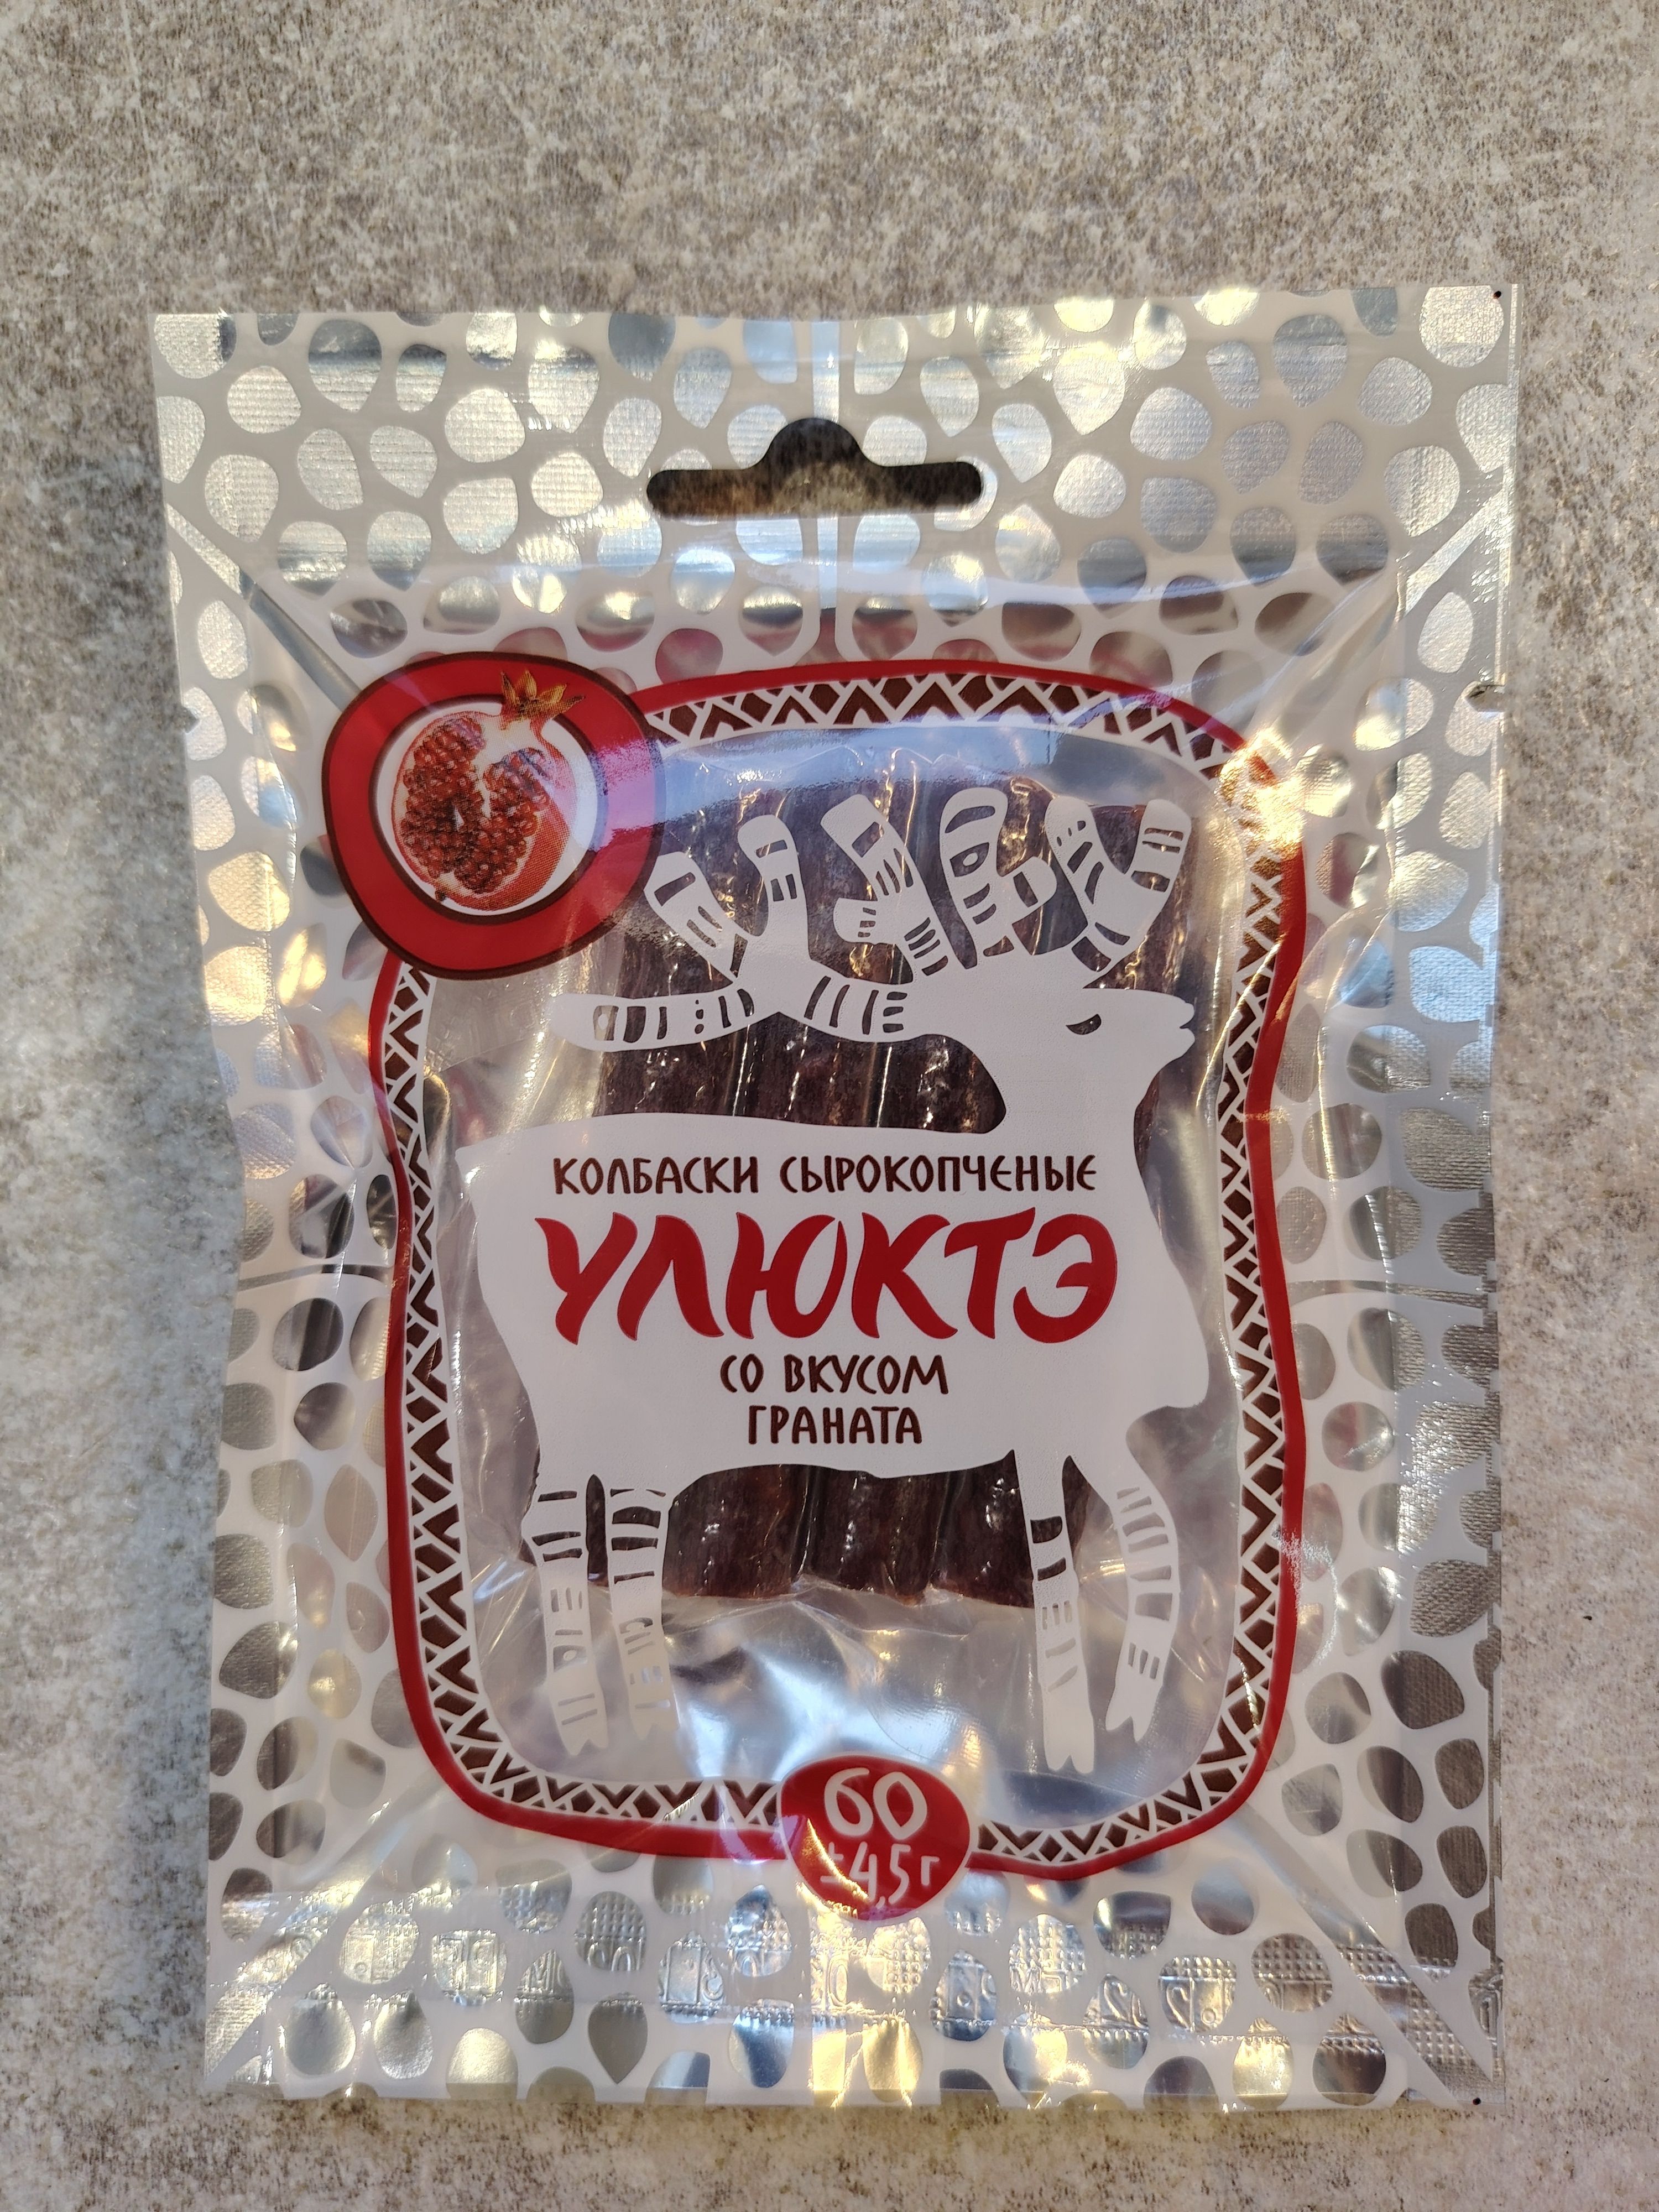 КОЛБАСКИ СЫРОКОПЧЕНЫЕ
УЛЮКТЭ
СО ВКУСОМ
ГРАНАТА
60
±4,5г